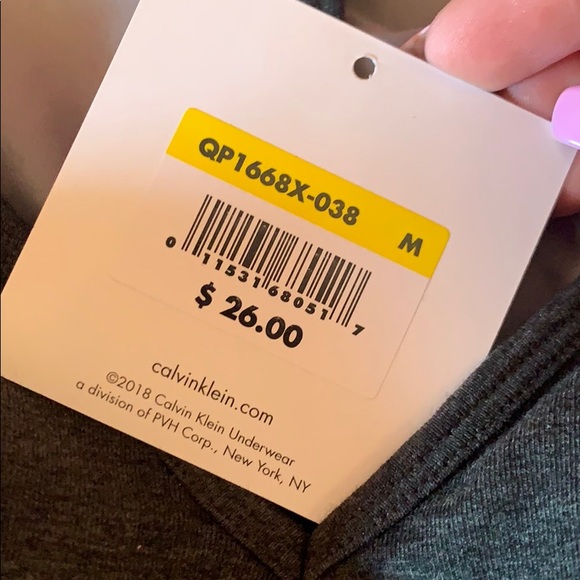 QP1668X-038 M
0 11531 68051 7
$ 26.00
calvinklein.com
©2018 Calvin Klein Underwear
a division of PVH Corp., New York, NY